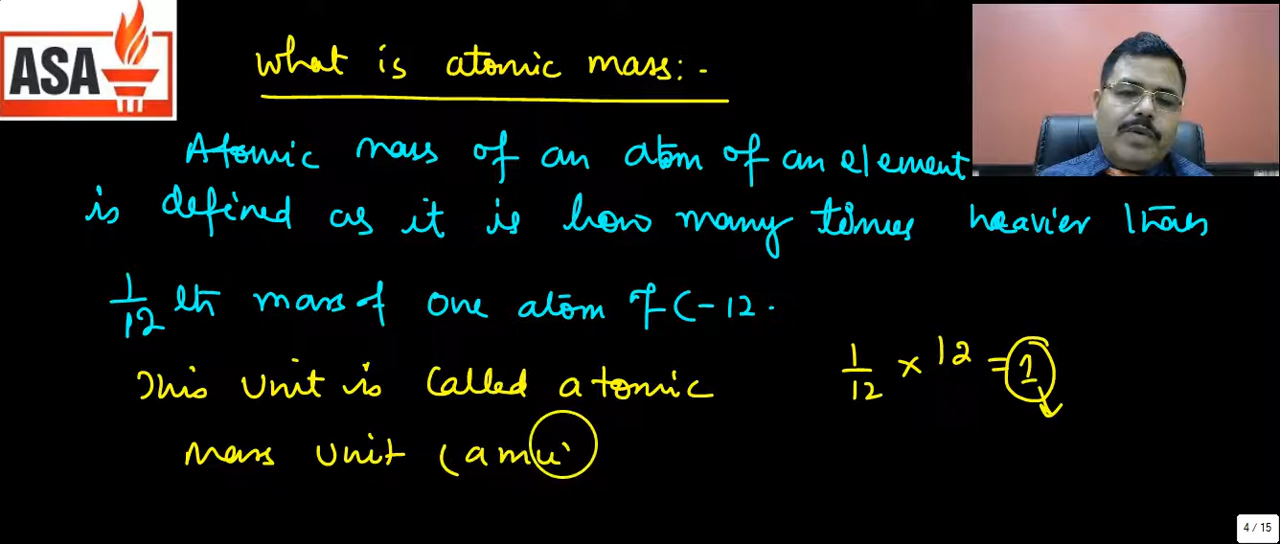 ASA
What is atomic mass:-
Atomic mass of an atom of an element
is defined as it is how many times heavier than
1/12 th mass of one atom of C-12.
1/12 × 12 = 1
This unit is called atomic
mass unit (amu
4 / 15